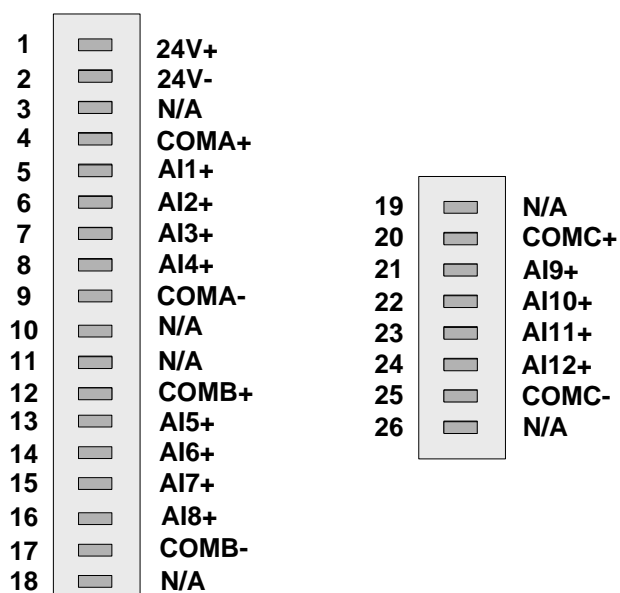 1 24V+
2 24V-
3 N/A
4 COMA+
5 AI1+
6 AI2+
7 AI3+
8 AI4+
9 COMA-
10 N/A
11 N/A
12 COMB+
13 AI5+
14 AI6+
15 AI7+
16 AI8+
17 COMB-
18 N/A
19 N/A
20 COMC+
21 AI9+
22 AI10+
23 AI11+
24 AI12+
25 COMC-
26 N/A